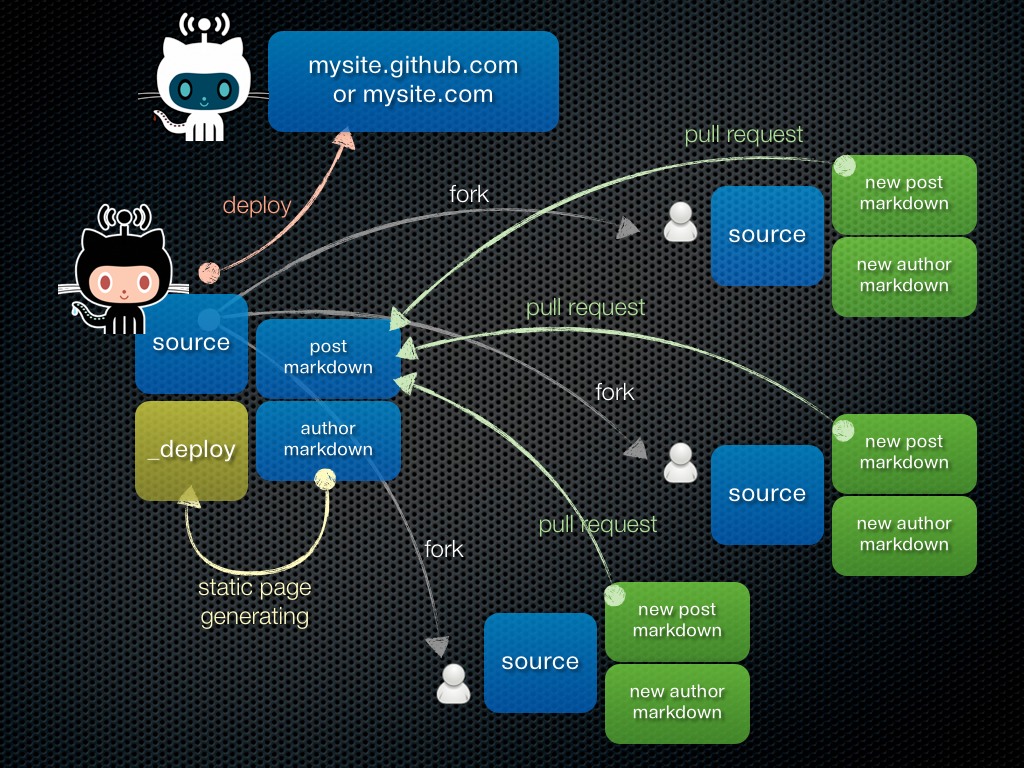 mysite.github.com
or mysite.com
pull request
new post
markdown
fork
deploy
source
new author
markdown
pull request
source
post
markdown
fork
author
markdown
_deploy
new post
markdown
source
new author
markdown
pull request
fork
static page
generating
new post
markdown
source
new author
markdown